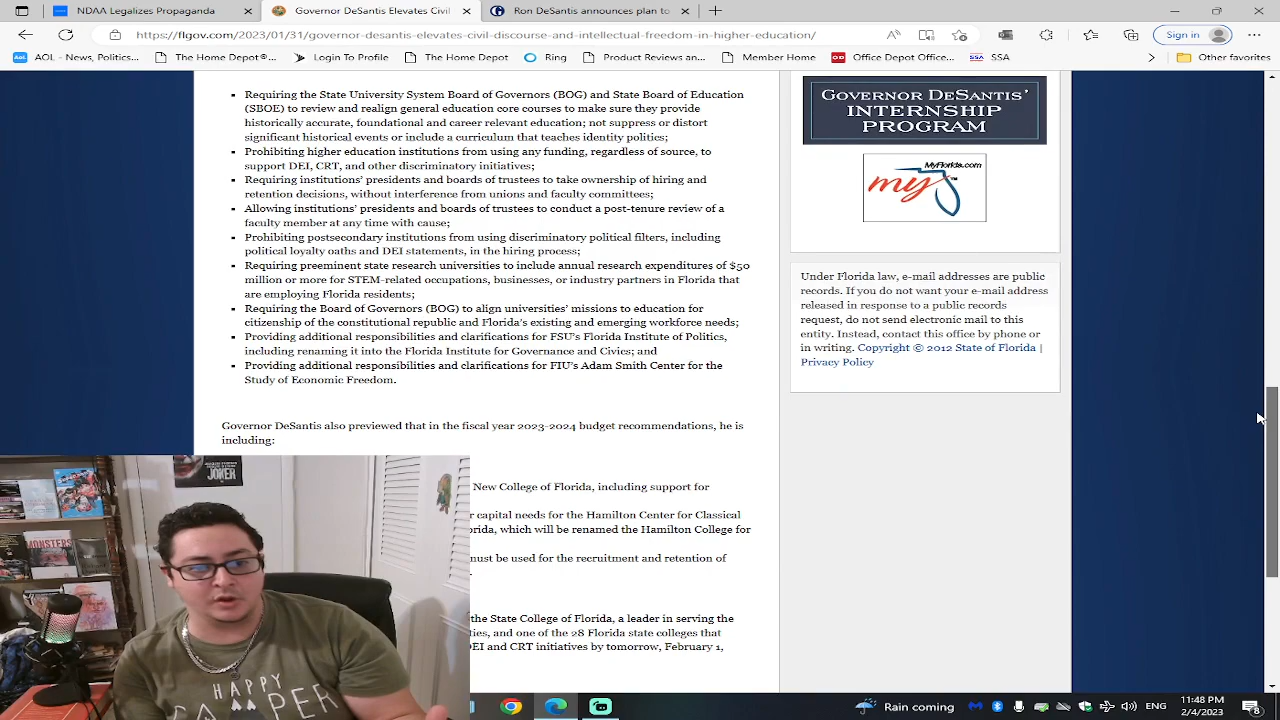 NDAA Legalizes Propaganda
Governor DeSantis Elevates Civil
Ron DeSantis announces plan to
https://flgov.com/2023/01/31/governor-desantis-elevates-civil-discourse-and-intellectual-freedom-in-higher-education/
Sign in
AOL - News, Politics
The Home Depot®...
Login To Profile
The Home Depot
Ring
Product Reviews an...
Member Home
Office Depot Office...
SSA
SSA
Other favorites
Requiring the State University System Board of Governors (BOG) and State Board of Education
(SBOE) to review and realign general education core courses to make sure they provide
historically accurate, foundational and career relevant education; not suppress or distort
significant historical events or include a curriculum that teaches identity politics;
Prohibiting higher education institutions from using any funding, regardless of source, to
support DEI, CRT, and other discriminatory initiatives;
Requiring institutions' presidents and boards of trustees to take ownership of hiring and
retention decisions, without interference from unions and faculty committees;
Allowing institutions' presidents and boards of trustees to conduct a post-tenure review of a
faculty member at any time with cause;
Prohibiting postsecondary institutions from using discriminatory political filters, including
political loyalty oaths and DEI statements, in the hiring process;
Requiring preeminent state research universities to include annual research expenditures of $50
million or more for STEM-related occupations, businesses, or industry partners in Florida that
are employing Florida residents;
Requiring the Board of Governors (BOG) to align universities' missions to education for
citizenship of the constitutional republic and Florida's existing and emerging workforce needs;
Providing additional responsibilities and clarifications for FSU's Florida Institute of Politics,
including renaming it into the Florida Institute for Governance and Civics; and
Providing additional responsibilities and clarifications for FIU's Adam Smith Center for the
Study of Economic Freedom.
Governor DeSantis also previewed that in the fiscal year 2023-2024 budget recommendations, he is
including:
New College of Florida, including support for
r capital needs for the Hamilton Center for Classical
orida, which will be renamed the Hamilton College for
must be used for the recruitment and retention of
the State College of Florida, a leader in serving the
ties, and one of the 28 Florida state colleges that
DEI and CRT initiatives by tomorrow, February 1,
GOVERNOR DESANTIS'
INTERNSHIP
PROGRAM
MyFlorida.com
my
Under Florida law, e-mail addresses are public
records. If you do not want your e-mail address
released in response to a public records
request, do not send electronic mail to this
entity. Instead, contact this office by phone or
in writing. Copyright © 2012 State of Florida |
Privacy Policy
JOKER
MONSTERS
HAPPY
CAMPER
Rain coming
ENG
11:48 PM
2/4/2023